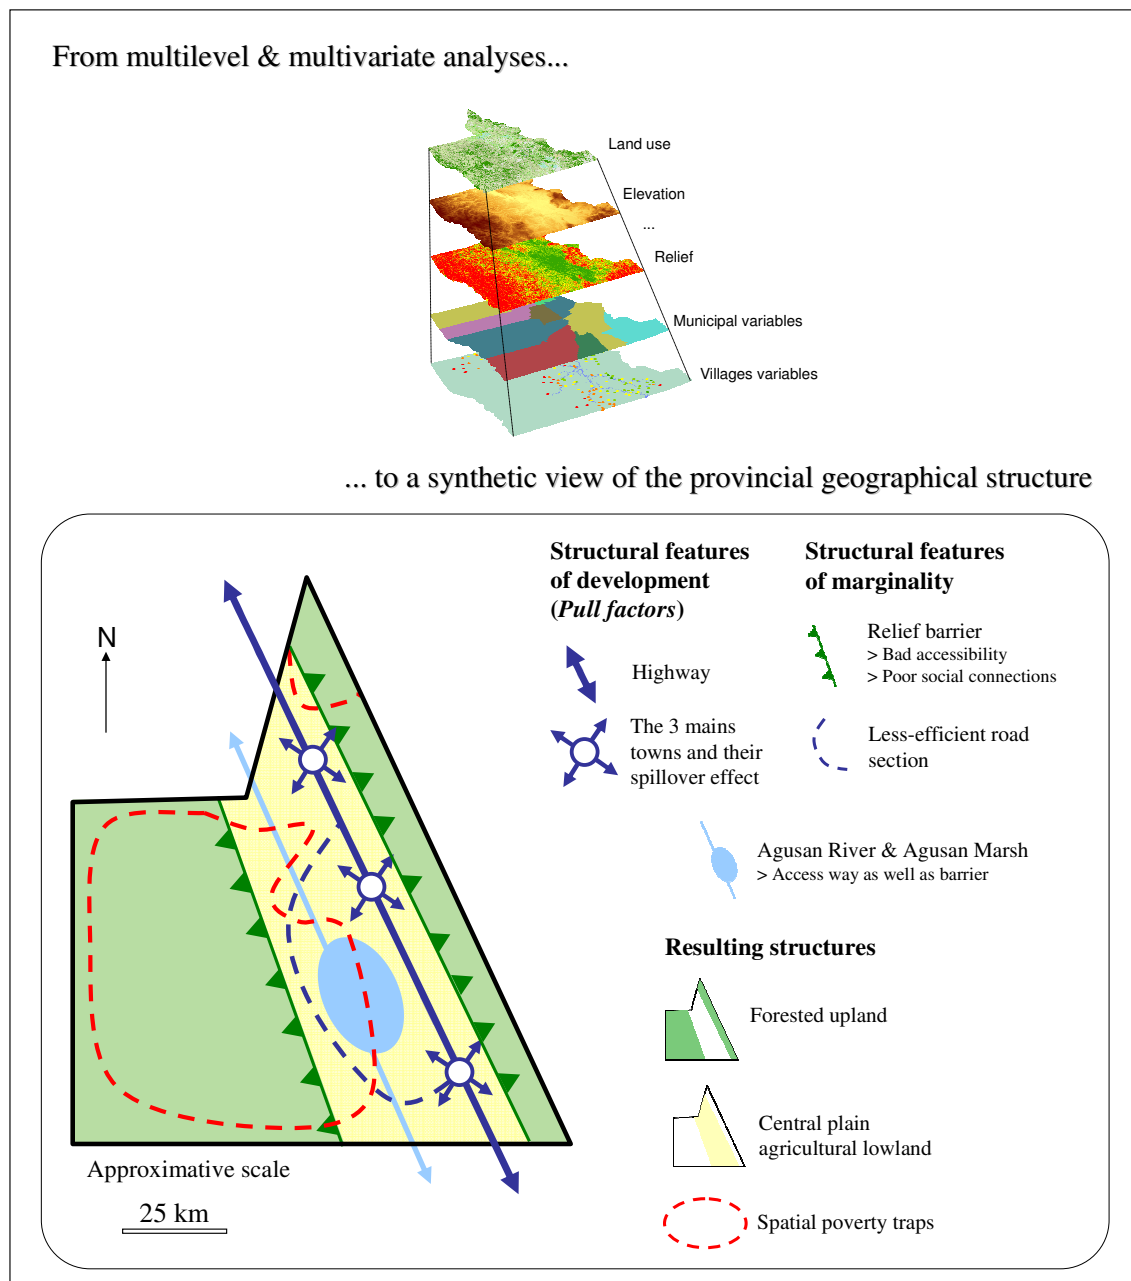 From multilevel & multivariate analyses...
Land use
Elevation
...
Relief
Municipal variables
Villages variables
... to a synthetic view of the provincial geographical structure
Structural features
of development
(Pull factors)
Highway
The 3 mains
towns and their
spillover effect
Structural features
of marginality
Relief barrier
> Bad accessibility
> Poor social connections
Less-efficient road
section
Agusan River & Agusan Marsh
> Access way as well as barrier
Resulting structures
Forested upland
Central plain
agricultural lowland
Spatial poverty traps
N
Approximative scale
25 km